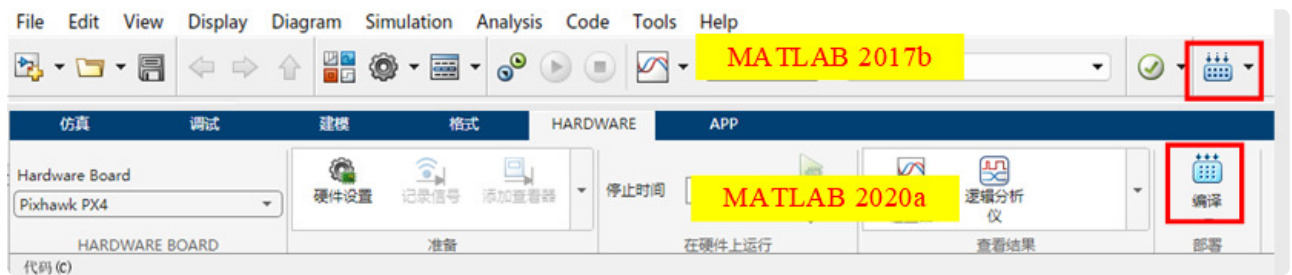 File Edit View Display Diagram Simulation Analysis Code Tools Help
MATLAB 2017b
仿真 调试 建模 格式 HARDWARE APP
Hardware Board
Pixhawk PX4
硬件设置 记录信号 添加查看器 停止时间
MATLAB 2020a
逻辑分析
仪
编译
HARDWARE BOARD 准备 在硬件上运行 查看结果 部署
代码 (C)